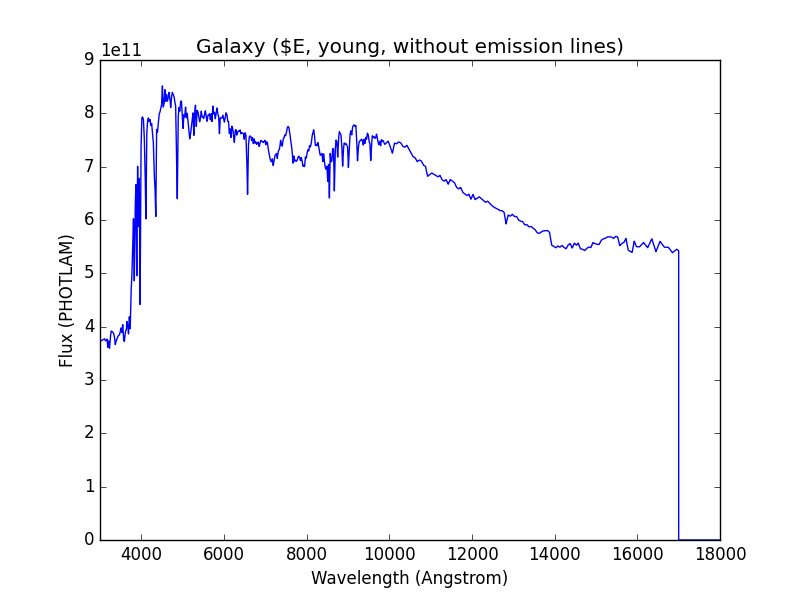 Galaxy ($E, young, without emission lines)
1e11
9
8
7
6
5
4
3
2
1
0
Flux (PHOTLAM)
4000 6000 8000 10000 12000 14000 16000 18000
Wavelength (Angstrom)